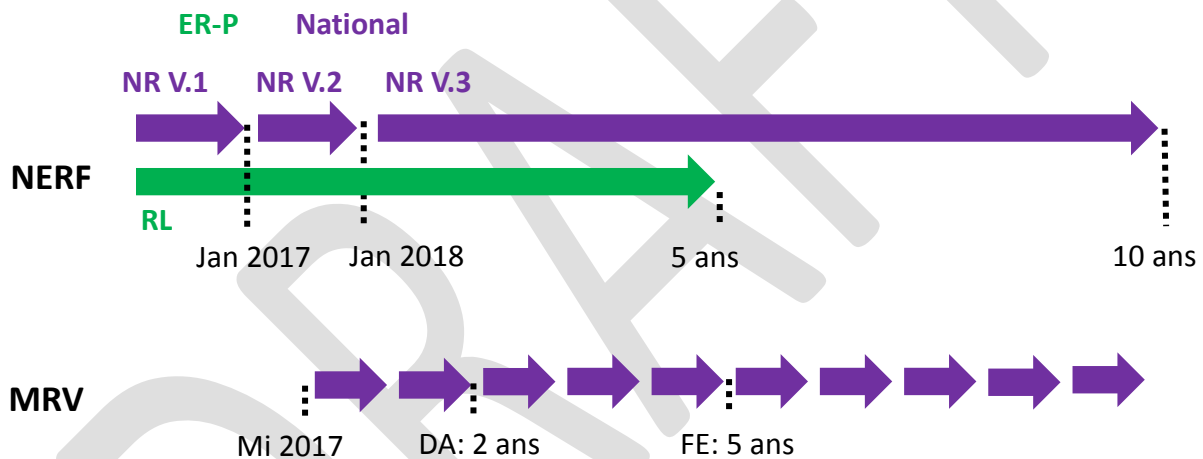 ER-P National
NR V.1 NR V.2 NR V.3
NERF
RL
Jan 2017 Jan 2018 5 ans 10 ans
MRV
Mi 2017 DA: 2 ans FE: 5 ans
DRAFT